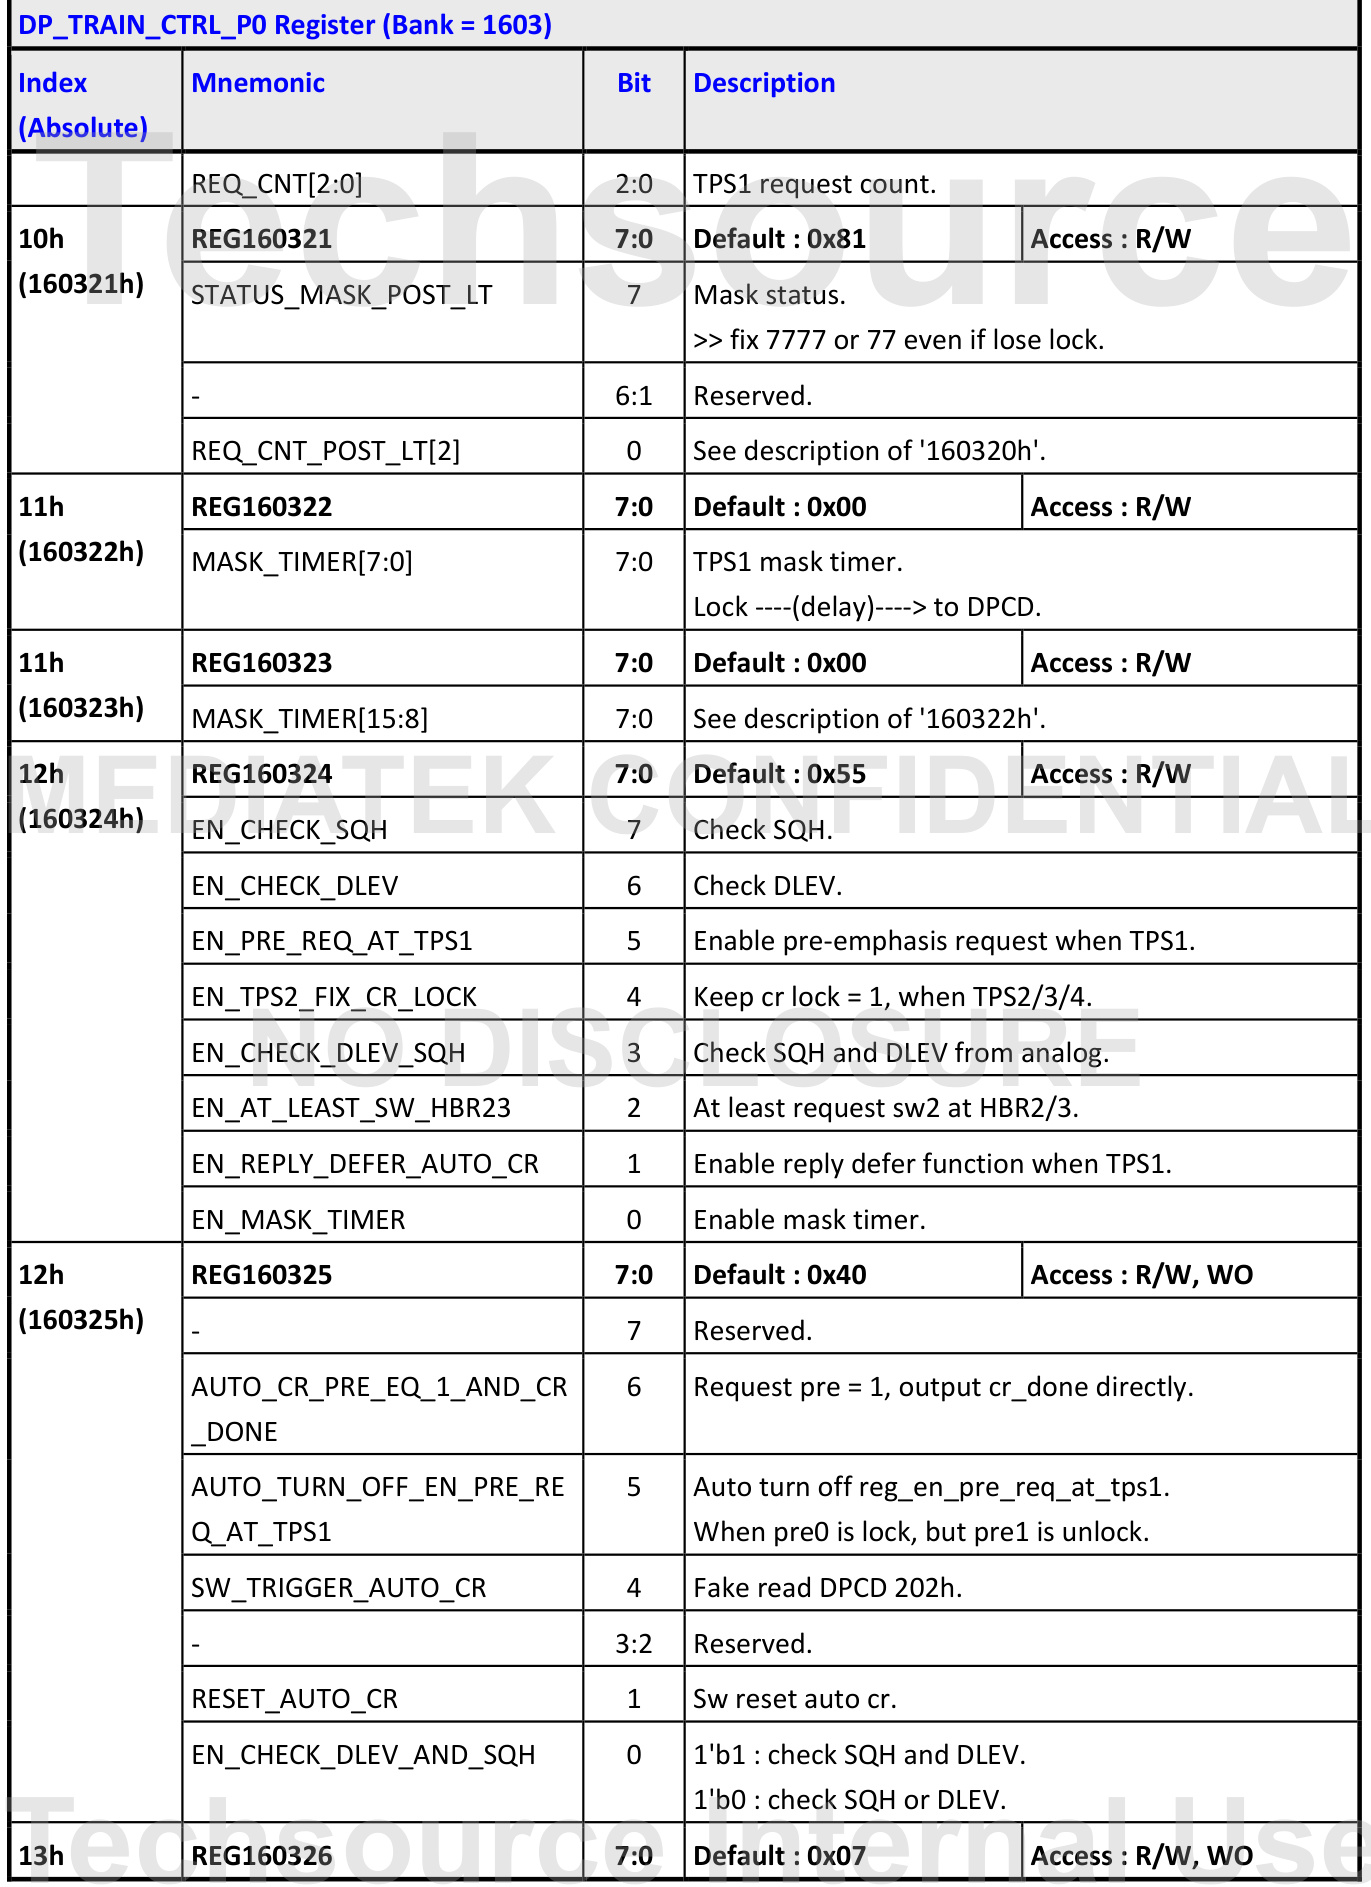 DP_TRAIN_CTRL_P0 Register (Bank = 1603)
Index (Absolute) Mnemonic Bit Description
REQ_CNT[2:0] 2:0 TPS1 request count.
10h (160321h) REG160321 7:0 Default : 0x81 Access : R/W
STATUS_MASK_POST_LT 7 Mask status.
>> fix 7777 or 77 even if lose lock.
- 6:1 Reserved.
REQ_CNT_POST_LT[2] 0 See description of '160320h'.
11h (160322h) REG160322 7:0 Default : 0x00 Access : R/W
MASK_TIMER[7:0] 7:0 TPS1 mask timer.
Lock ----(delay)----> to DPCD.
11h (160323h) REG160323 7:0 Default : 0x00 Access : R/W
MASK_TIMER[15:8] 7:0 See description of '160322h'.
12h (160324h) REG160324 7:0 Default : 0x55 Access : R/W
EN_CHECK_SQH 7 Check SQH.
EN_CHECK_DLEV 6 Check DLEV.
EN_PRE_REQ_AT_TPS1 5 Enable pre-emphasis request when TPS1.
EN_TPS2_FIX_CR_LOCK 4 Keep cr lock = 1, when TPS2/3/4.
EN_CHECK_DLEV_SQH 3 Check SQH and DLEV from analog.
EN_AT_LEAST_SW_HBR23 2 At least request sw2 at HBR2/3.
EN_REPLY_DEFER_AUTO_CR 1 Enable reply defer function when TPS1.
EN_MASK_TIMER 0 Enable mask timer.
12h (160325h) REG160325 7:0 Default : 0x40 Access : R/W, WO
- 7 Reserved.
AUTO_CR_PRE_EQ_1_AND_CR 6 Request pre = 1, output cr_done directly.
_DONE
AUTO_TURN_OFF_EN_PRE_RE 5 Auto turn off reg_en_pre_req_at_tps1.
Q_AT_TPS1 When pre0 is lock, but pre1 is unlock.
SW_TRIGGER_AUTO_CR 4 Fake read DPCD 202h.
- 3:2 Reserved.
RESET_AUTO_CR 1 Sw reset auto cr.
EN_CHECK_DLEV_AND_SQH 0 1'b1 : check SQH and DLEV.
1'b0 : check SQH or DLEV.
13h REG160326 7:0 Default : 0x07 Access : R/W, WO
Techsource
MEDIATEK CONFIDENTIAL
NO DISCLOSURE
Techsource Internal Use